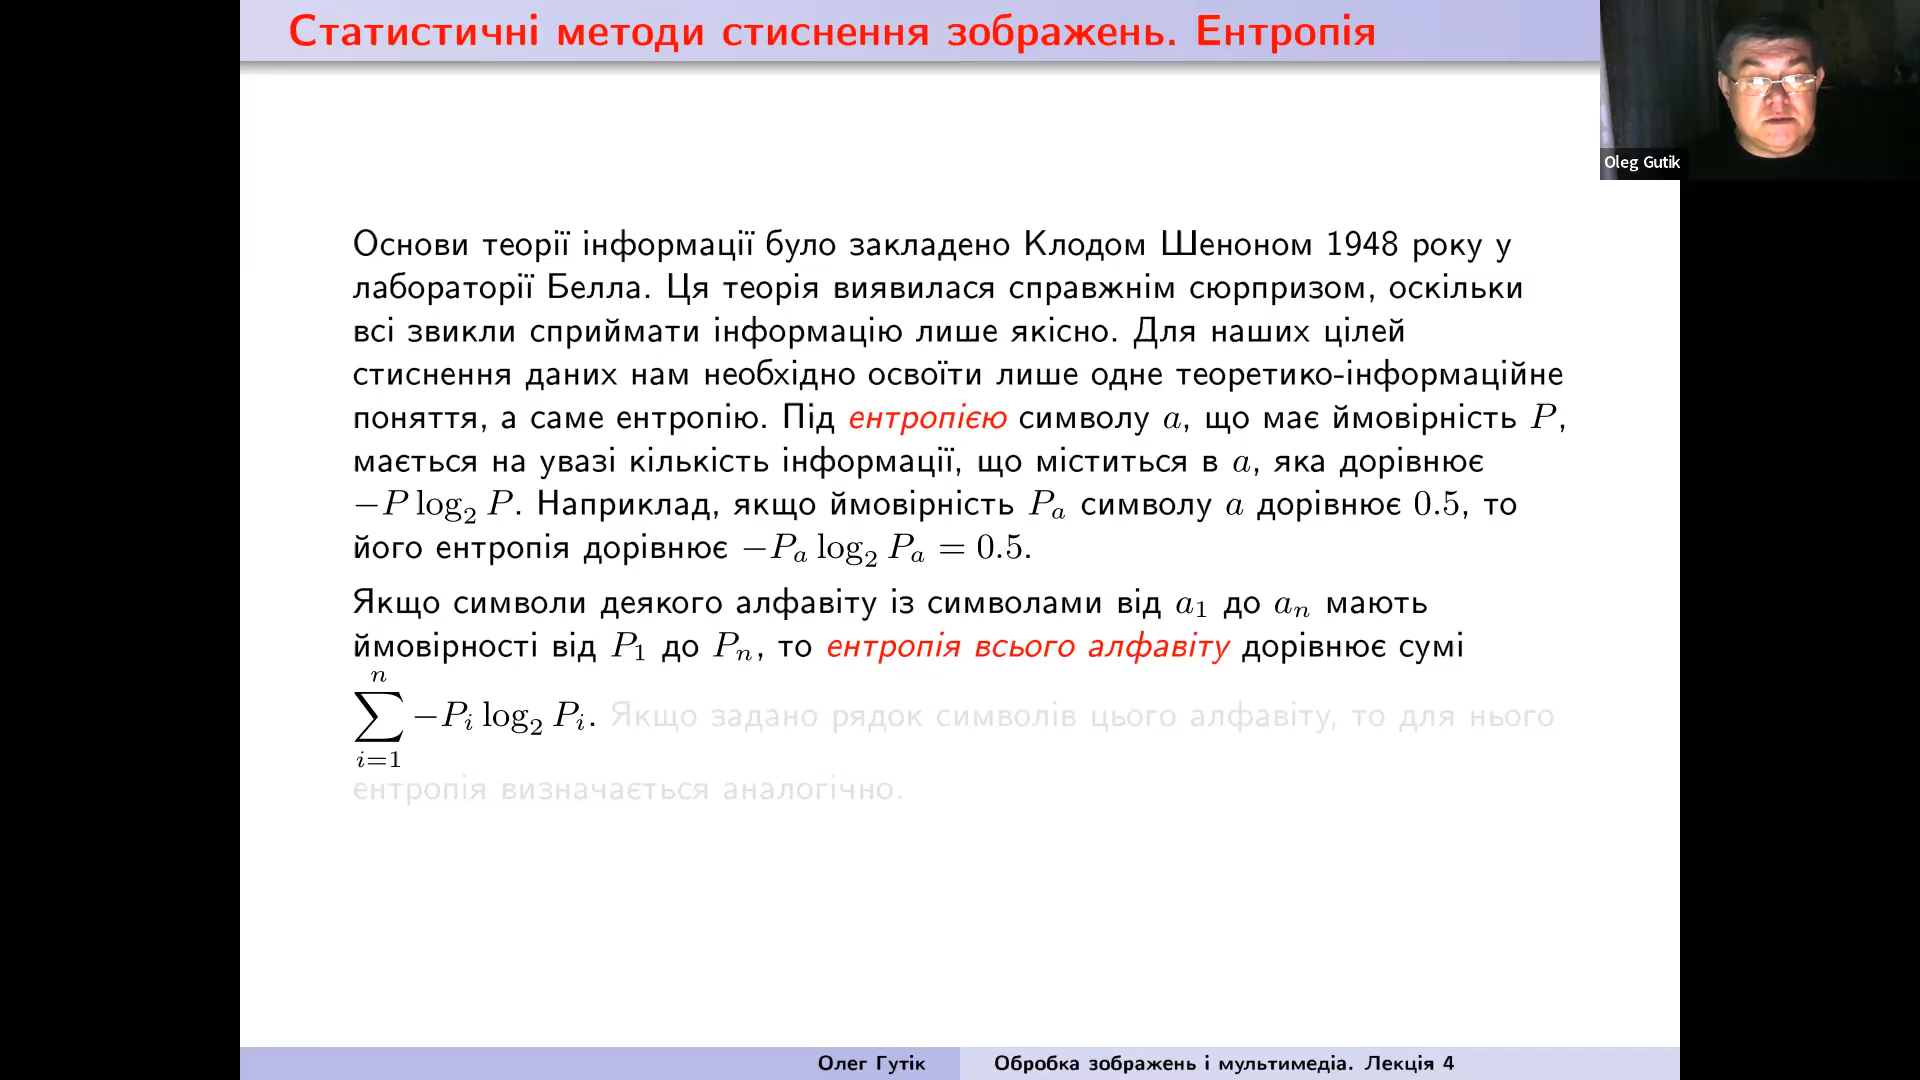 Статистичні методи стиснення зображень. Ентропія
Oleg Gutik
Основи теорії інформації було закладено Клодом Шеноном 1948 року у
лабораторії Белла. Ця теорія виявилася справжнім сюрпризом, оскільки
всі звикли сприймати інформацію лише якісно. Для наших цілей
стиснення даних нам необхідно освоїти лише одне теоретико-інформаційне
поняття, а саме ентропію. Під ентропією символу a, що має ймовірність P,
мається на увазі кількість інформації, що міститься в a, яка дорівнює
−P log₂ P. Наприклад, якщо ймовірність Pₐ символу a дорівнює 0.5, то
його ентропія дорівнює −Pₐ log₂ Pₐ = 0.5.
Якщо символи деякого алфавіту із символами від a₁ до aₙ мають
ймовірності від P₁ до Pₙ, то ентропія всього алфавіту дорівнює сумі
n
∑ −Pᵢ log₂ Pᵢ. Якщо задано рядок символів цього алфавіту, то для нього
i=1
ентропія визначається аналогічно.
Олег Гутік
Обробка зображень і мультимедіа. Лекція 4